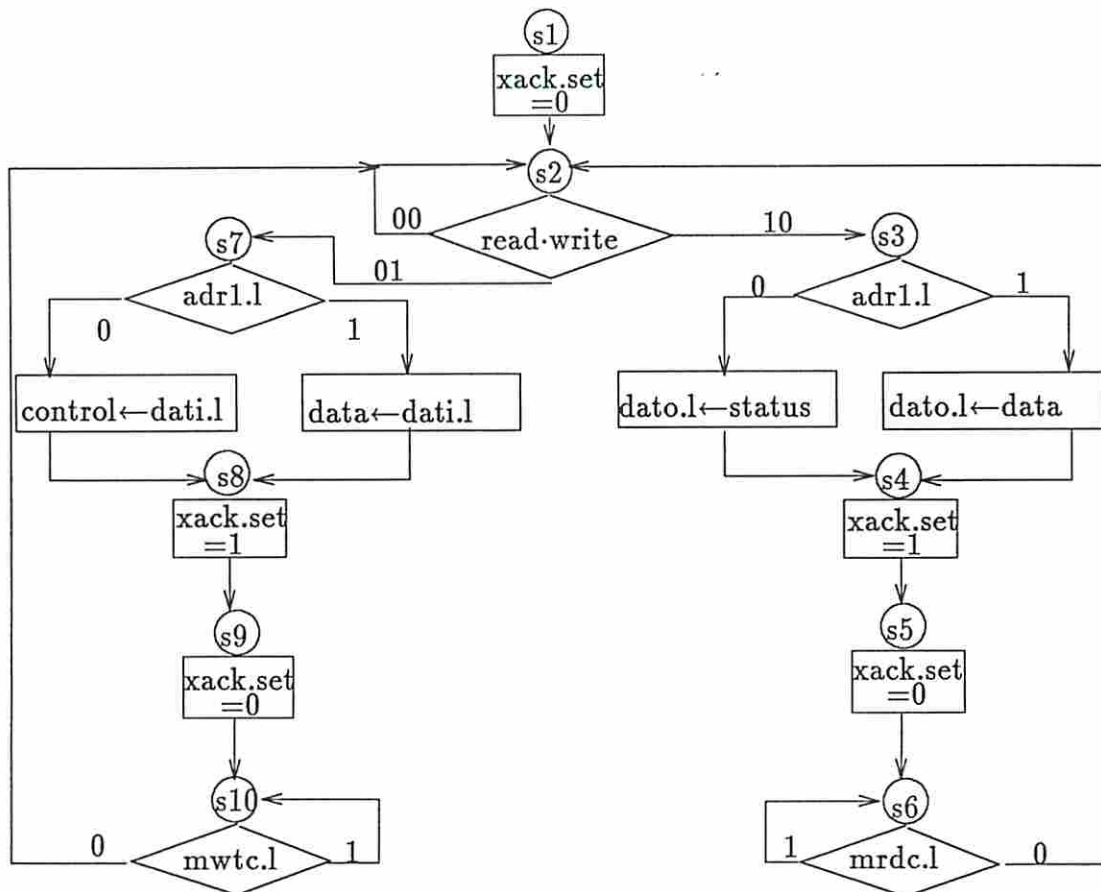 s1
xack.set
=0
s2
00
read·write
10
s7
s3
01
adr1.l
adr1.l
0
1
0
1
control←dati.l
data←dati.l
dato.l←status
dato.l←data
s8
s4
xack.set
=1
xack.set
=1
s9
s5
xack.set
=0
xack.set
=0
s10
s6
0
mwtc.l
1
1
mrdc.l
0